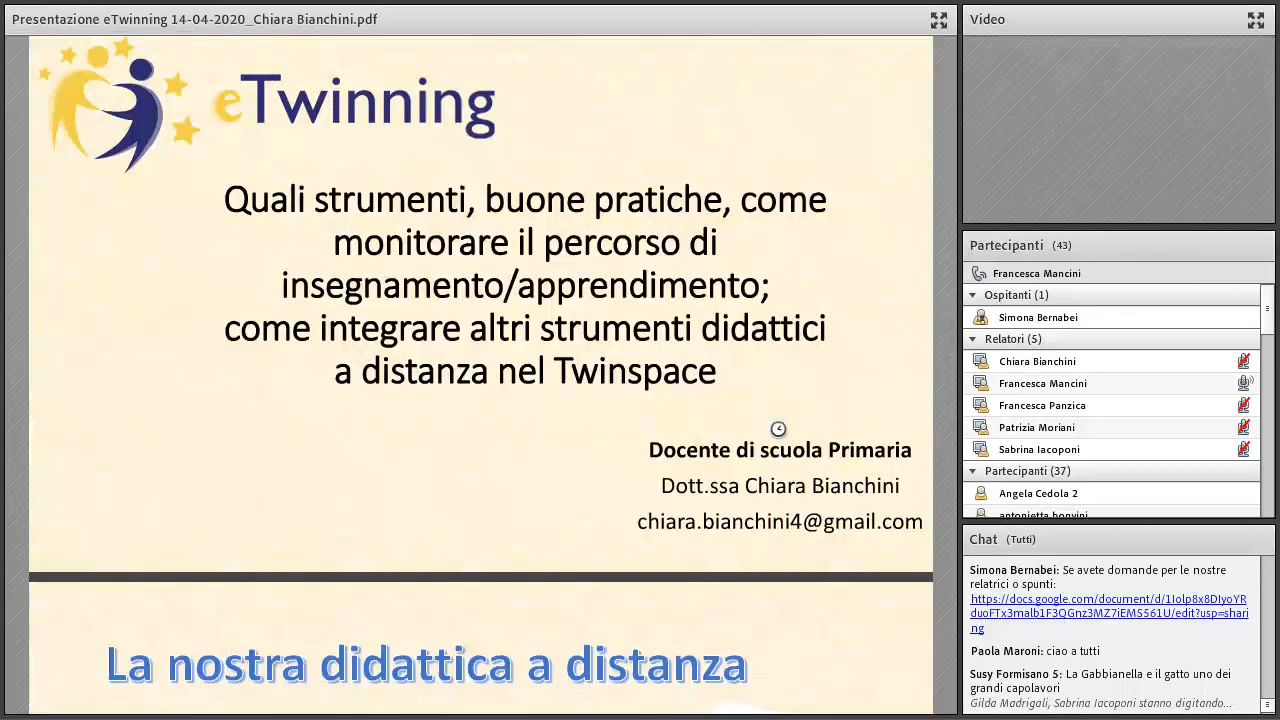 Presentazione eTwinning 14-04-2020_Chiara Bianchini.pdf
eTwinning
Quali strumenti, buone pratiche, come
monitorare il percorso di
insegnamento/apprendimento;
come integrare altri strumenti didattici
a distanza nel Twinspace
Docente di scuola Primaria
Dott.ssa Chiara Bianchini
chiara.bianchini4@gmail.com
La nostra didattica a distanza
Video
Partecipanti (43)
Francesca Mancini
Ospitanti (1)
Simona Bernabei
Relatori (5)
Chiara Bianchini
Francesca Mancini
Francesca Panzica
Patrizia Moriani
Sabrina Iacoponi
Partecipanti (37)
Angela Cedola 2
antonietta bonvini
Chat (Tutti)
Simona Bernabei: Se avete domande per le nostre
relatrici o spunti:
https://docs.google.com/document/d/1Iolp8x8DIyoYR
duoFTx3malb1F3QGnz3MZ7iEMS561U/edit?usp=shari
ng
Paola Maroni: ciao a tutti
Susy Formisano 5: La Gabbianella e il gatto uno dei
grandi capolavori
Gilda Madrigali, Sabrina Iacoponi stanno digitando...